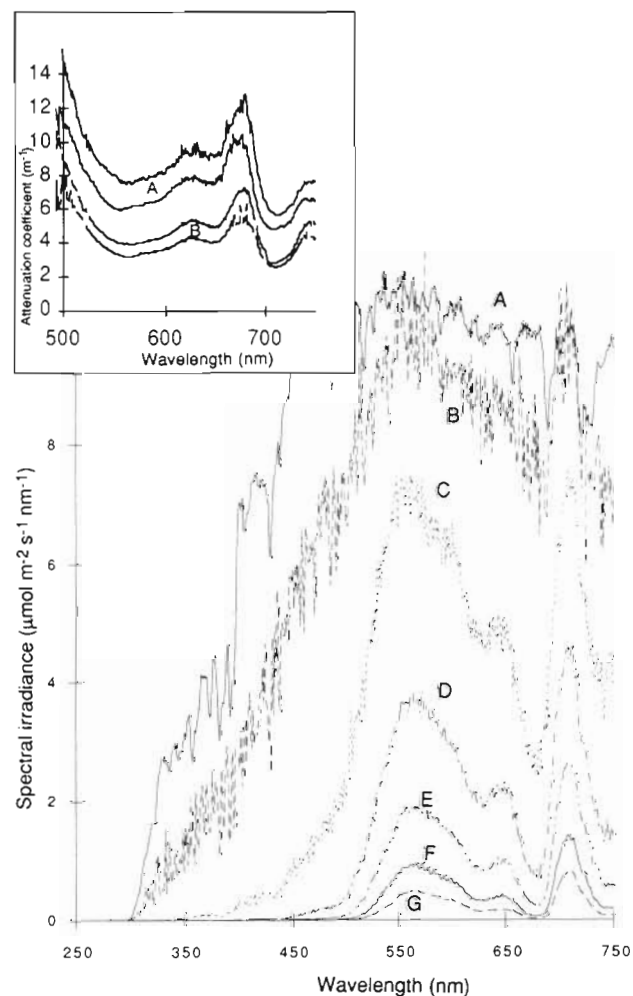 14
12
10
8
6
4
2
0
Attenuation coefficient (m-1)
A
B
500 600 700
Wavelength (nm)
A
B
C
D
E
F
G
8
6
4
2
0
Spectral irradiance (µmol m-2 s-1 nm-1)
250 350 450 550 650 750
Wavelength (nm)